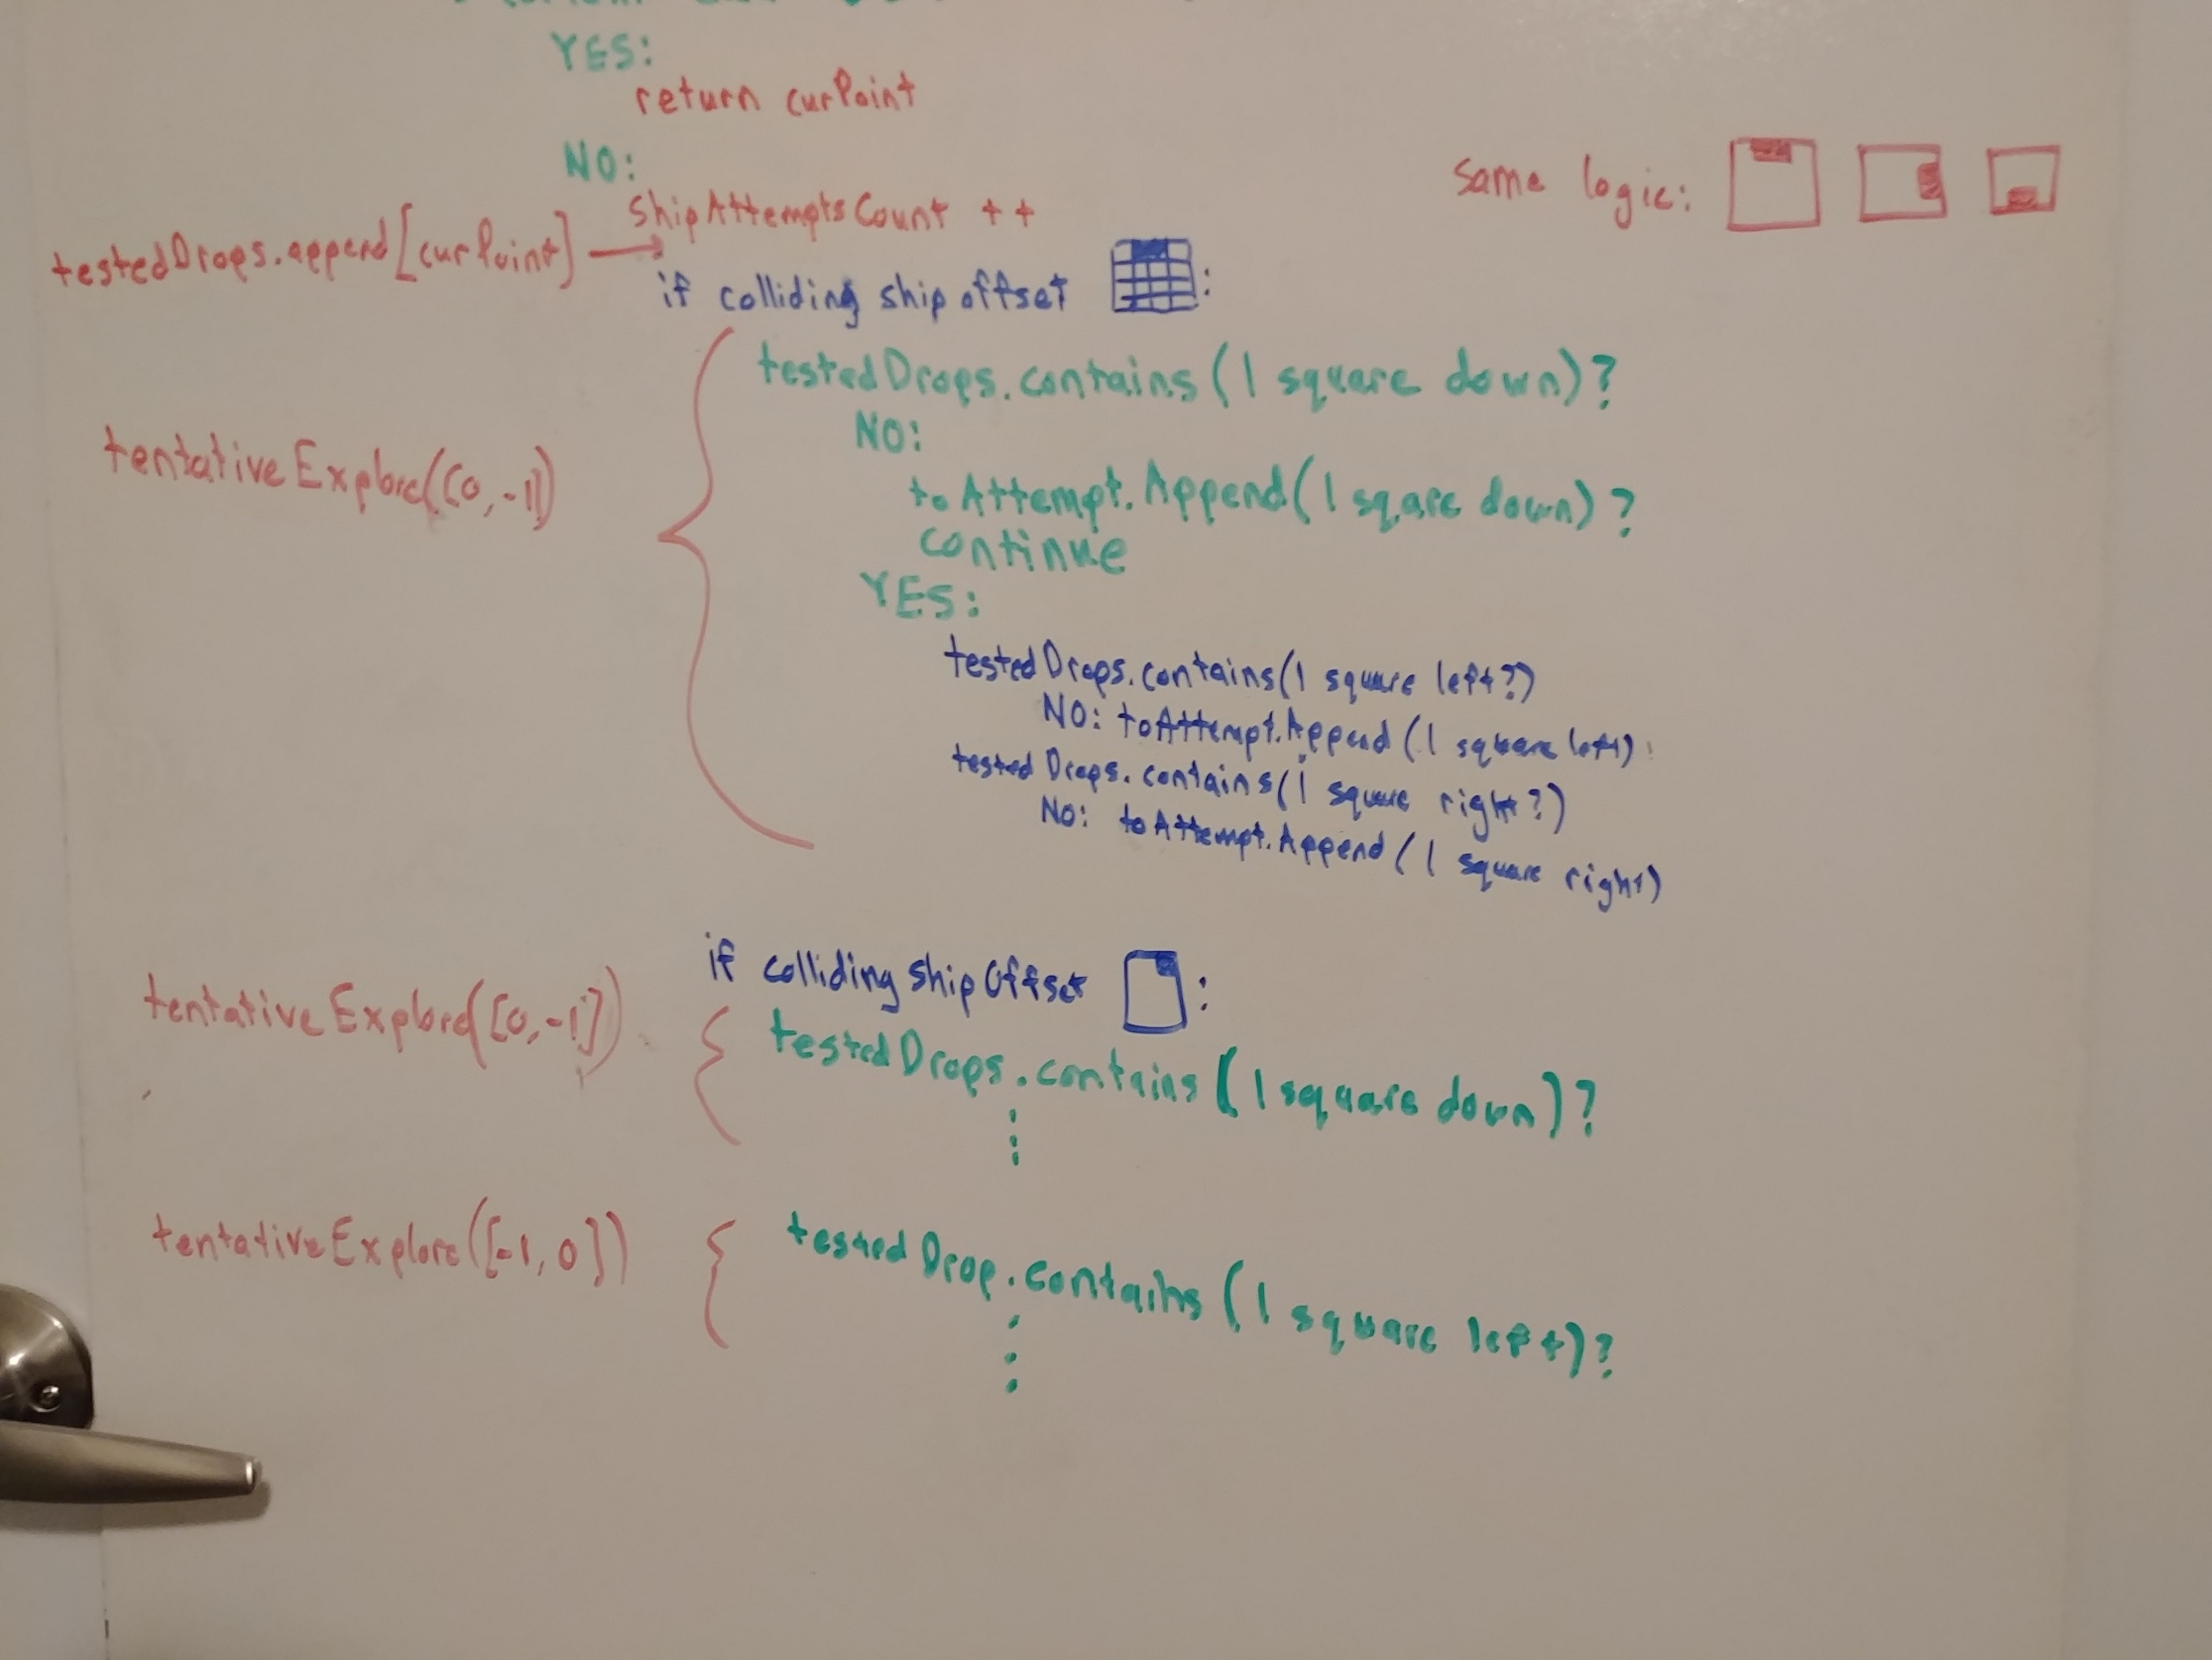 YES:
return curPoint
NO:
ShipAttemptsCount ++
same logic:
testedDrops.append[curPoint]
if colliding ship offset :
testedDrops.contains(1 square down)?
NO:
tentativeExplore([0,-1])
toAttempt.Append(1 sqare down)?
continue
YES:
testedDrops.contains(1 square left?)
NO: toAttempt.Append(1 square left)
testedDrops.contains(1 square right?)
NO: toAttempt.Append(1 square right)
if colliding ship Offset :
tentativeExplore([0,-1])
testedDrops.contains(1 square down)?
tentativeExplore([-1,0])
testedDrop.contains(1 square left)?